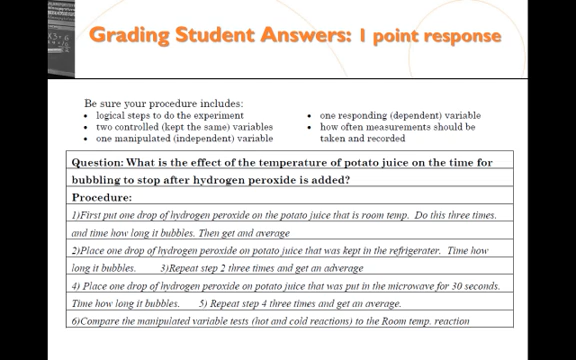 Grading Student Answers: 1 point response
Be sure your procedure includes:
• logical steps to do the experiment
• two controlled (kept the same) variables
• one manipulated (independent) variable
• one responding (dependent) variable
• how often measurements should be
taken and recorded
Question: What is the effect of the temperature of potato juice on the time for
bubbling to stop after hydrogen peroxide is added?
Procedure:
1)First put one drop of hydrogen peroxide on the potato juice that is room temp. Do this three times.
and time how long it bubbles. Then get and average
2)Place one drop of hydrogen peroxide on potato juice that was kept in the refrigerater. Time how
long it bubbles. 3)Repeat step 2 three times and get an adverage
4) Place one drop of hydrogen peroxide on potato juice that was put in the microwave for 30 seconds.
Time how long it bubbles. 5) Repeat step 4 three times and get an average.
6)Compare the manipulated variable tests (hot and cold reactions) to the Room temp. reaction